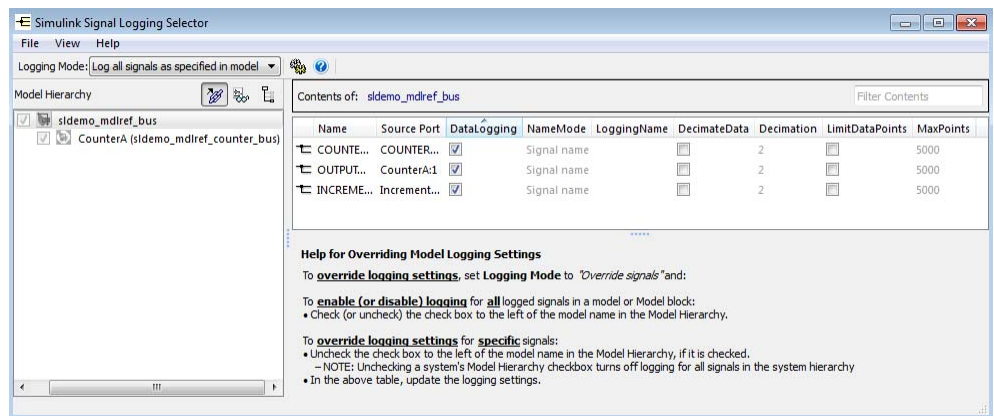 Simulink Signal Logging Selector
File View Help
Logging Mode: Log all signals as specified in model
Model Hierarchy
sldemo_mdlref_bus
CounterA (sldemo_mdlref_counter_bus)
Contents of: sldemo_mdlref_bus
Filter Contents
Name Source Port DataLogging NameMode LoggingName DecimateData Decimation LimitDataPoints MaxPoints
COUNTE... COUNTER... Signal name 2 5000
OUTPUT... CounterA:1 Signal name 2 5000
INCREME... Increment... Signal name 2 5000
Help for Overriding Model Logging Settings
To override logging settings, set Logging Mode to "Override signals" and:
To enable (or disable) logging for all logged signals in a model or Model block:
• Check (or uncheck) the check box to the left of the model name in the Model Hierarchy.
To override logging settings for specific signals:
• Uncheck the check box to the left of the model name in the Model Hierarchy, if it is checked.
– NOTE: Unchecking a system's Model Hierarchy checkbox turns off logging for all signals in the system hierarchy
• In the above table, update the logging settings.